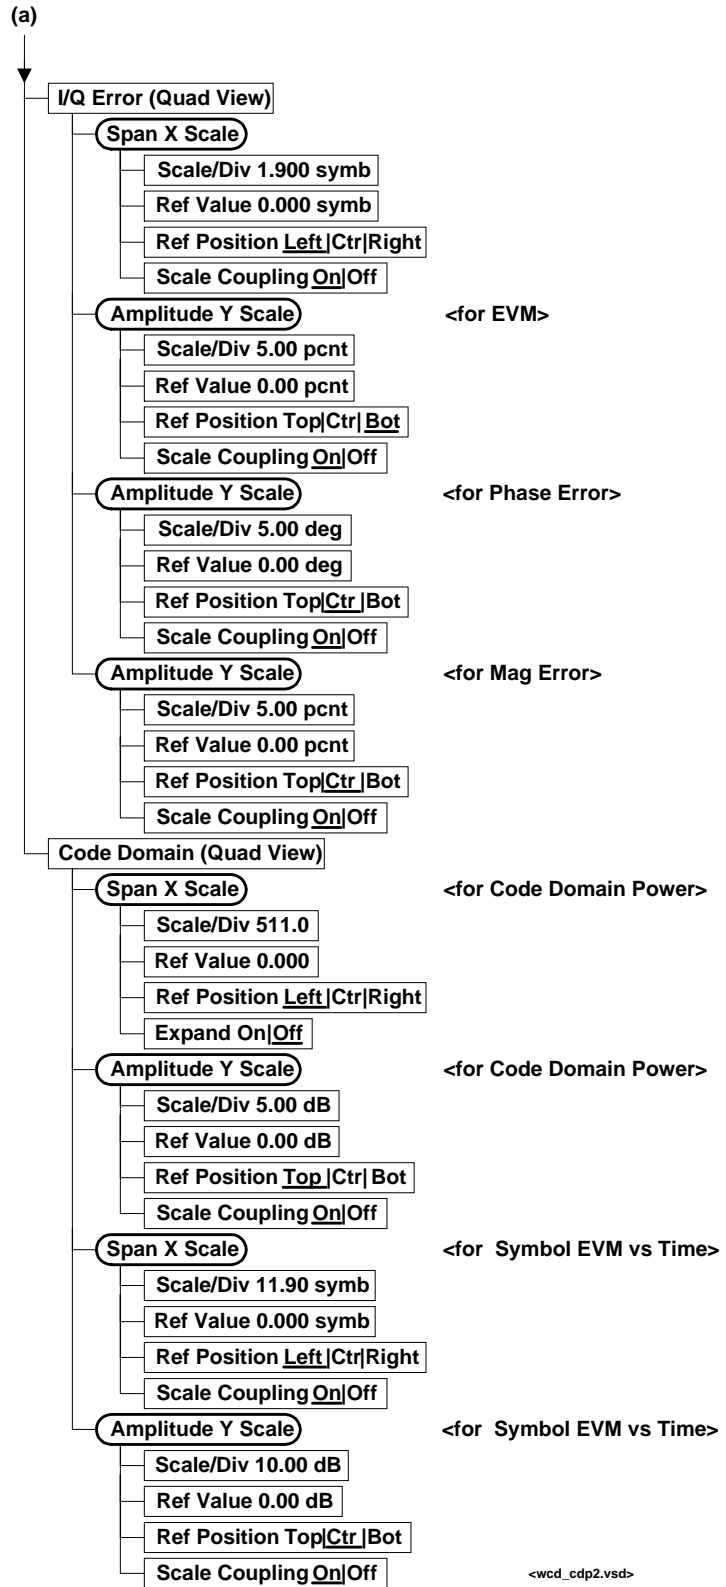 (a)
I/Q Error (Quad View)
Span X Scale
Scale/Div 1.900 symb
Ref Value 0.000 symb
Ref Position Left|Ctr|Right
Scale Coupling On|Off
Amplitude Y Scale <for EVM>
Scale/Div 5.00 pcnt
Ref Value 0.00 pcnt
Ref Position Top|Ctr| Bot
Scale Coupling On|Off
Amplitude Y Scale <for Phase Error>
Scale/Div 5.00 deg
Ref Value 0.00 deg
Ref Position Top|Ctr |Bot
Scale Coupling On|Off
Amplitude Y Scale <for Mag Error>
Scale/Div 5.00 pcnt
Ref Value 0.00 pcnt
Ref Position Top|Ctr |Bot
Scale Coupling On|Off
Code Domain (Quad View)
Span X Scale <for Code Domain Power>
Scale/Div 511.0
Ref Value 0.000
Ref Position Left|Ctr|Right
Expand On|Off
Amplitude Y Scale <for Code Domain Power>
Scale/Div 5.00 dB
Ref Value 0.00 dB
Ref Position Top |Ctr| Bot
Scale Coupling On|Off
Span X Scale <for Symbol EVM vs Time>
Scale/Div 11.90 symb
Ref Value 0.000 symb
Ref Position Left|Ctr|Right
Scale Coupling On|Off
Amplitude Y Scale <for Symbol EVM vs Time>
Scale/Div 10.00 dB
Ref Value 0.00 dB
Ref Position Top|Ctr |Bot
Scale Coupling On|Off
<wcd_cdp2.vsd>